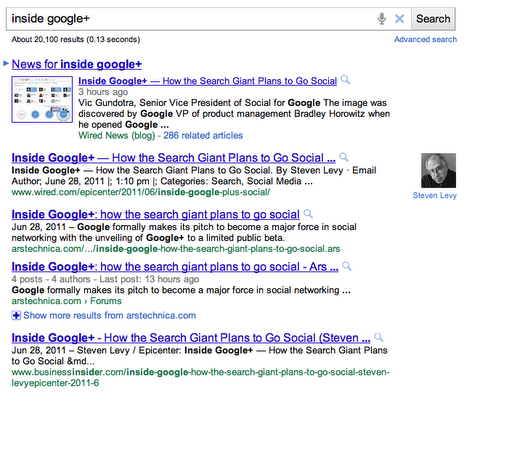 inside google+
Search
About 20,100 results (0.13 seconds)
Advanced search
News for inside google+
Inside Google+ — How the Search Giant Plans to Go Social
3 hours ago
Vic Gundotra, Senior Vice President of Social for Google The image was
discovered by Google VP of product management Bradley Horowitz when
he opened Google ...
Wired News (blog) - 286 related articles
Inside Google+ — How the Search Giant Plans to Go Social ...
Inside Google+ — How the Search Giant Plans to Go Social. By Steven Levy · Email
Author; June 28, 2011 |; 1:10 pm |; Categories: Search, Social Media ...
www.wired.com/epicenter/2011/06/inside-google-plus-social/
Steven Levy
Inside Google+: how the search giant plans to go social
Jun 28, 2011 – Google formally makes its pitch to become a major force in social
networking with the unveiling of Google+ to a limited public beta.
arstechnica.com/.../inside-google-how-the-search-giant-plans-to-go-social.ars
Inside Google+: how the search giant plans to go social - Ars ...
4 posts - 4 authors - Last post: 13 hours ago
Google formally makes its pitch to become a major force in social networking ...
arstechnica.com › Forums
Show more results from arstechnica.com
Inside Google+ - How the Search Giant Plans to Go Social (Steven ...
Jun 28, 2011 – Steven Levy / Epicenter: Inside Google+ — How the Search Giant Plans
to Go Social &md...
www.businessinsider.com/inside-google-how-the-search-giant-plans-to-go-social-steven-
levyepicenter-2011-6